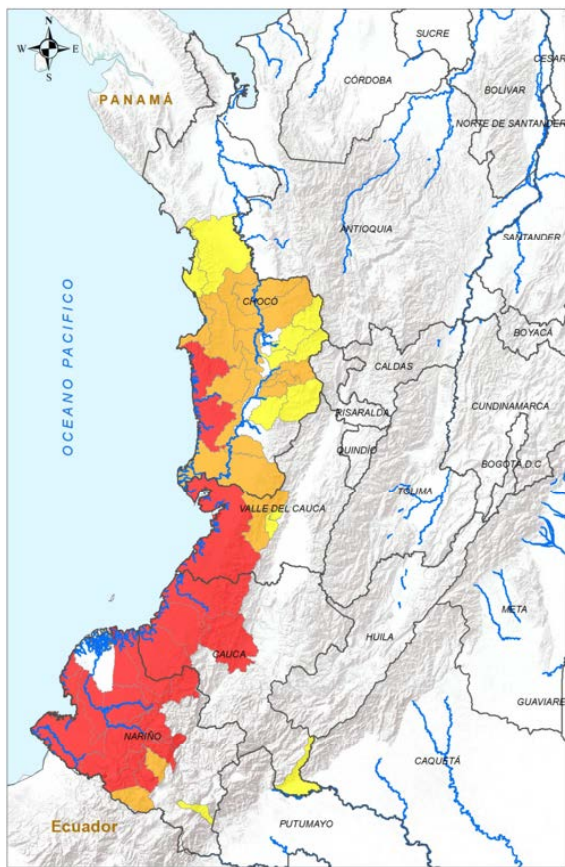 N
W E
S
SUCRE
CESAR
CÓRDOBA
BOLÍVAR
PANAMÁ
NORTE DE SANTANDER
ANTIOQUIA
SANTANDER
CHOCÓ
BOYACÁ
CALDAS
OCEANO PACIFICO
CUNDINAMARCA
RISARALDA
QUINDÍO
BOGOTÁ D.C
TOLIMA
VALLE DEL CAUCA
META
HUILA
CAUCA
GUAVIARE
NARIÑO
CAQUETÁ
Ecuador
PUTUMAYO